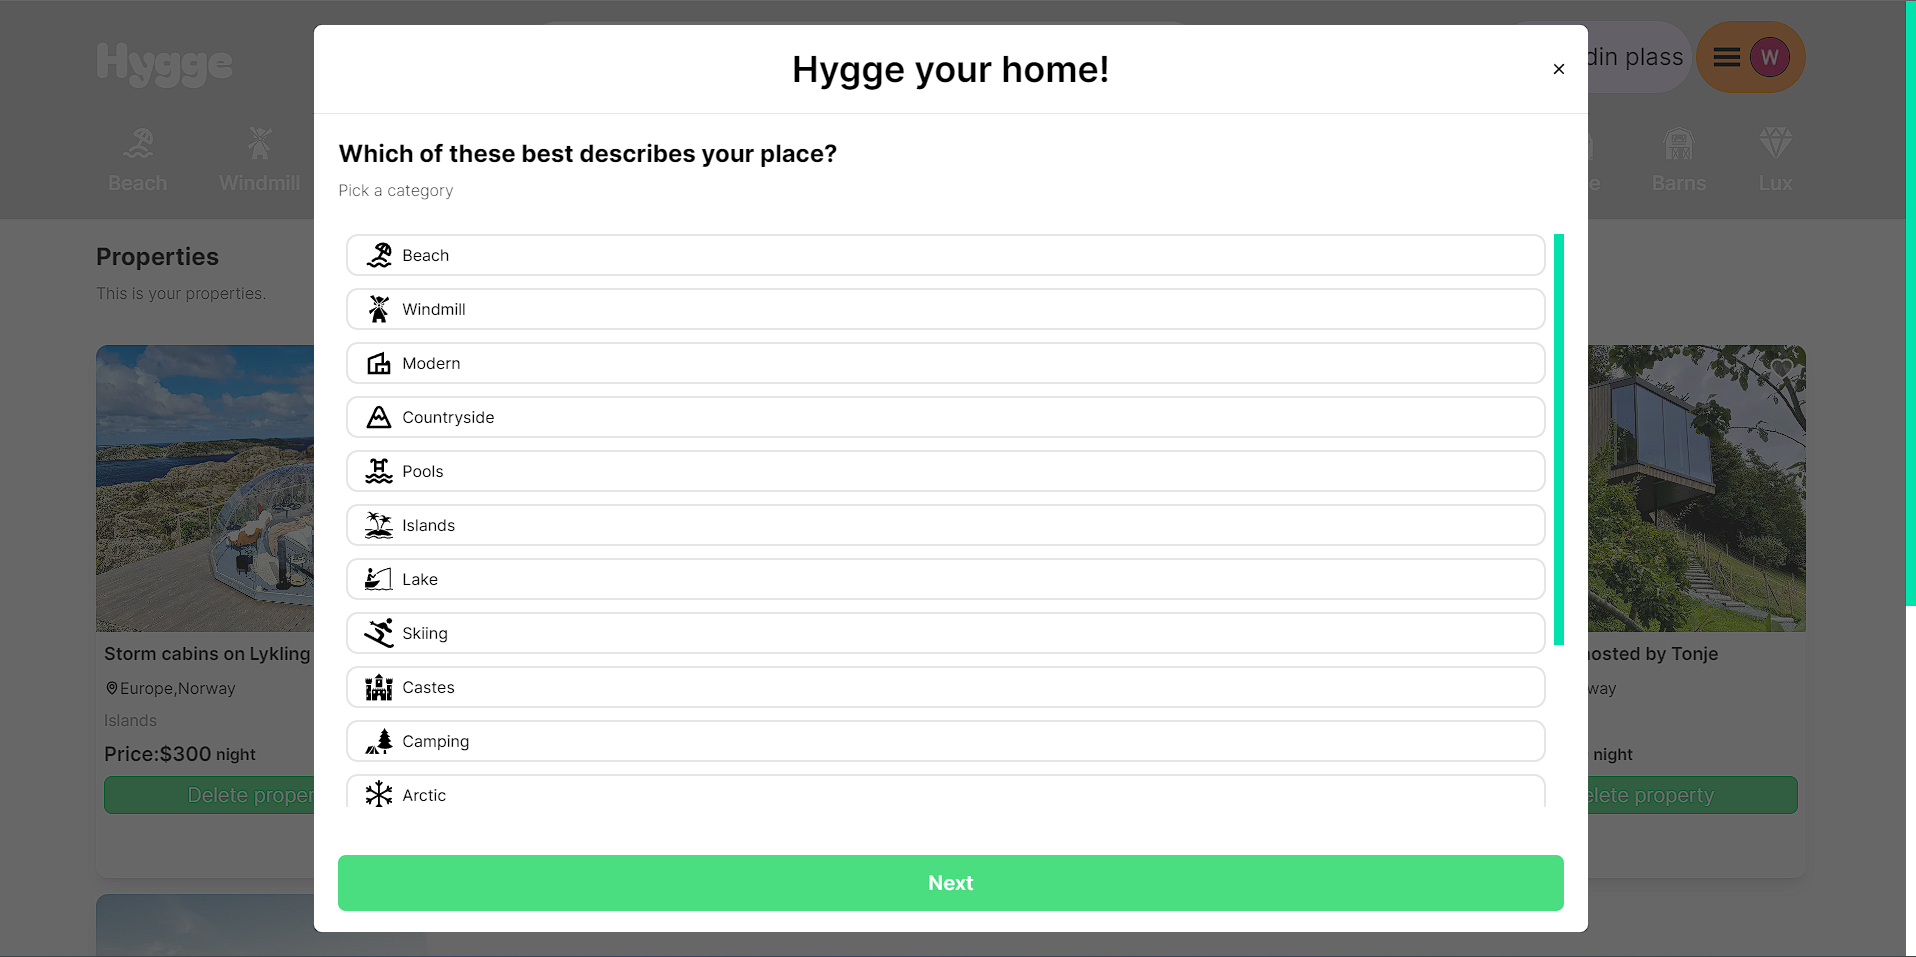 Hygge
Hygge your home!
din plass
W
Beach
Windmill
Barns
Lux
Which of these best describes your place?
Pick a category
Properties
This is your properties.
Beach
Windmill
Modern
Countryside
Pools
Islands
Lake
Skiing
Castes
Camping
Arctic
Next
Storm cabins on Lykling
Europe,Norway
Islands
Price:$300 night
Delete proper
hosted by Tonje
way
night
elete property